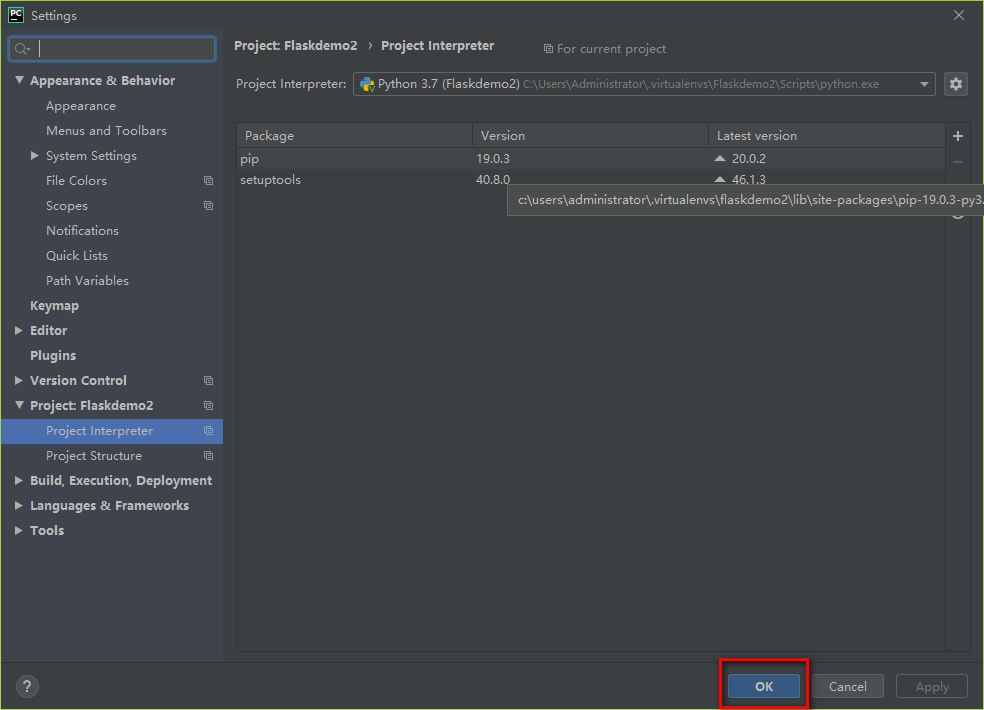 PC Settings
Project: Flaskdemo2 › Project Interpreter For current project
Project Interpreter: Python 3.7 (Flaskdemo2) C:\Users\Administrator\.virtualenvs\Flaskdemo2\Scripts\python.exe
Appearance & Behavior
Appearance
Menus and Toolbars
System Settings
File Colors
Scopes
Notifications
Quick Lists
Path Variables
Keymap
Editor
Plugins
Version Control
Project: Flaskdemo2
Project Interpreter
Project Structure
Build, Execution, Deployment
Languages & Frameworks
Tools
Package Version Latest version
pip 19.0.3 20.0.2
setuptools 40.8.0 46.1.3
c:\users\administrator\.virtualenvs\flaskdemo2\lib\site-packages\pip-19.0.3-py3.
? OK Cancel Apply